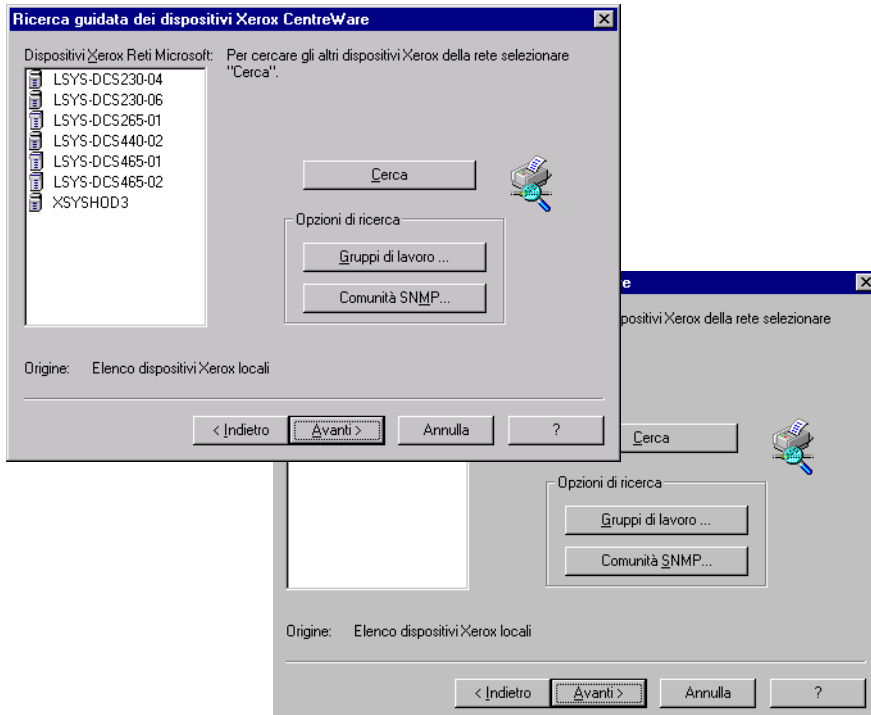 Ricerca guidata dei dispositivi Xerox CentreWare
Dispositivi Xerox Reti Microsoft:
LSYS-DCS230-04
LSYS-DCS230-06
LSYS-DCS265-01
LSYS-DCS440-02
LSYS-DCS465-01
LSYS-DCS465-02
XSYSHOD3
Per cercare gli altri dispositivi Xerox della rete selezionare
"Cerca".
Cerca
Opzioni di ricerca
Gruppi di lavoro ...
Comunità SNMP...
Origine: Elenco dispositivi Xerox locali
< Indietro Avanti > Annulla ?
e
positivi Xerox della rete selezionare
Cerca
Opzioni di ricerca
Gruppi di lavoro ...
Comunità SNMP...
Origine: Elenco dispositivi Xerox locali
< Indietro Avanti > Annulla ?